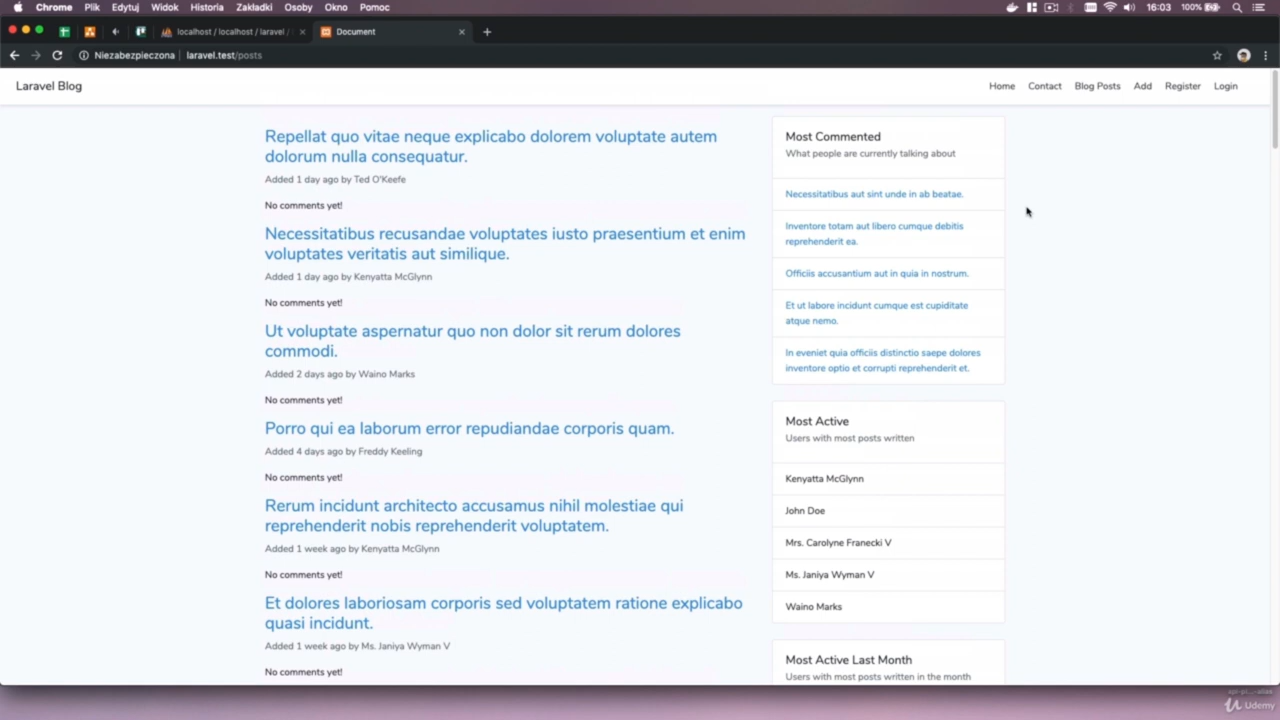 Chrome Plik Edytuj Widok Historia Zakładki Osoby Okno Pomoc 16:03 100%
localhost / localhost / laravel / Document
Niezabezpieczona laravel.test/posts
Laravel Blog Home Contact Blog Posts Add Register Login
Repellat quo vitae neque explicabo dolorem voluptate autem
dolorum nulla consequatur.
Added 1 day ago by Ted O'Keefe
No comments yet!
Necessitatibus recusandae voluptates iusto praesentium et enim
voluptates veritatis aut similique.
Added 1 day ago by Kenyatta McGlynn
No comments yet!
Ut voluptate aspernatur quo non dolor sit rerum dolores
commodi.
Added 2 days ago by Waino Marks
No comments yet!
Porro qui ea laborum error repudiandae corporis quam.
Added 4 days ago by Freddy Keeling
No comments yet!
Rerum incidunt architecto accusamus nihil molestiae qui
reprehenderit nobis reprehenderit voluptatem.
Added 1 week ago by Kenyatta McGlynn
No comments yet!
Et dolores laboriosam corporis sed voluptatem ratione explicabo
quasi incidunt.
Added 1 week ago by Ms. Janiya Wyman V
No comments yet!
Most Commented
What people are currently talking about
Necessitatibus aut sint unde in ab beatae.
Inventore totam aut libero cumque debitis
reprehenderit ea.
Officiis accusantium aut in quia in nostrum.
Et ut labore incidunt cumque est cupiditate
atque nemo.
In eveniet quia officiis distinctio saepe dolores
inventore optio et corrupti reprehenderit et.
Most Active
Users with most posts written
Kenyatta McGlynn
John Doe
Mrs. Carolyne Franecki V
Ms. Janiya Wyman V
Waino Marks
Most Active Last Month
Users with most posts written in the month
Udemy